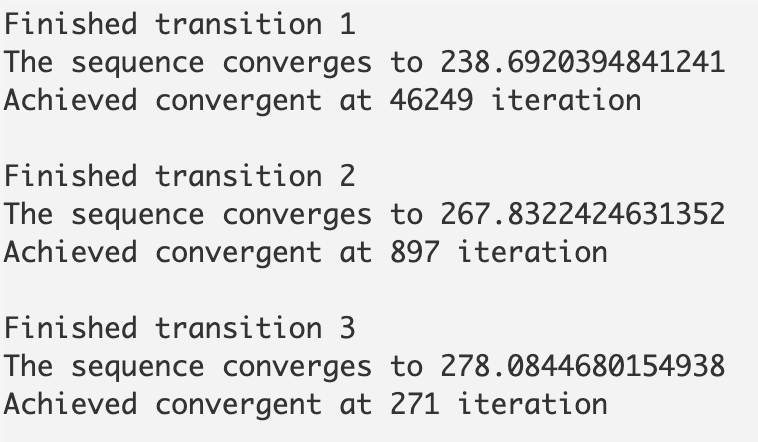 Finished transition 1
The sequence converges to 238.6920394841241
Achieved convergent at 46249 iteration
Finished transition 2
The sequence converges to 267.8322424631352
Achieved convergent at 897 iteration
Finished transition 3
The sequence converges to 278.0844680154938
Achieved convergent at 271 iteration